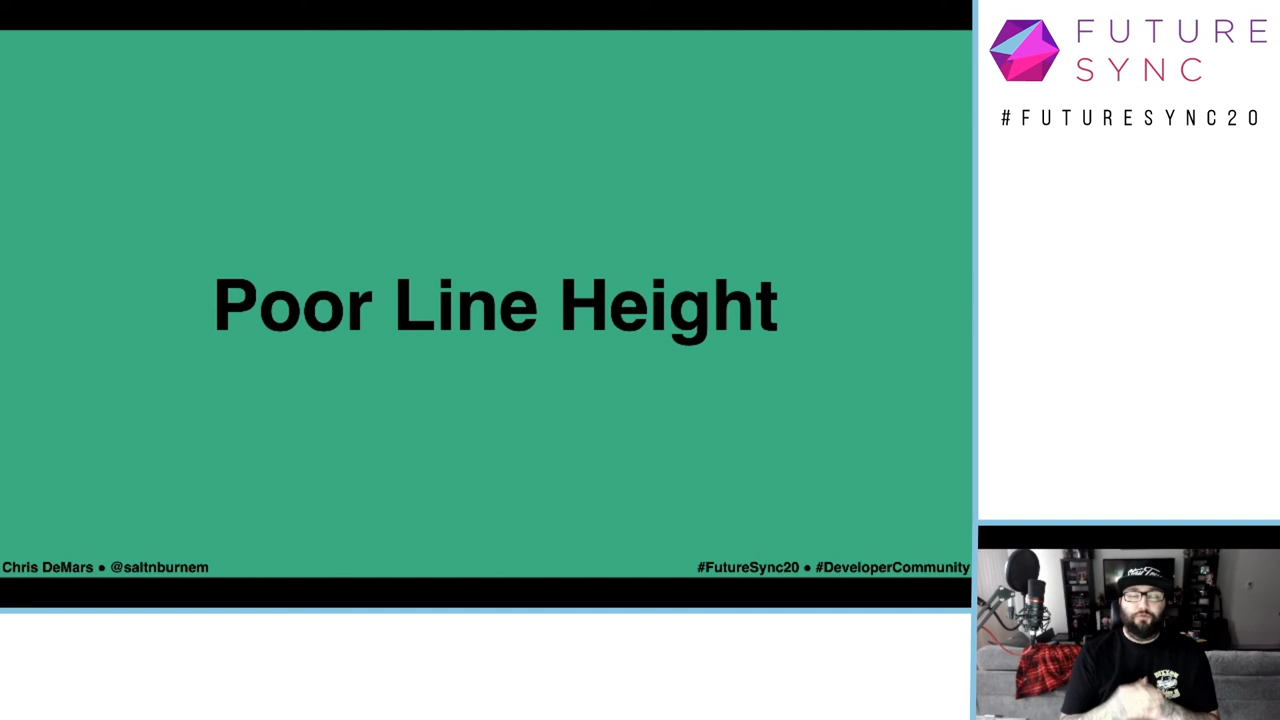 Poor Line Height
Chris DeMars ● @saltnburnem
#FutureSync20 ● #DeveloperCommunity
FUTURE
SYNC
#FUTURESYNC20